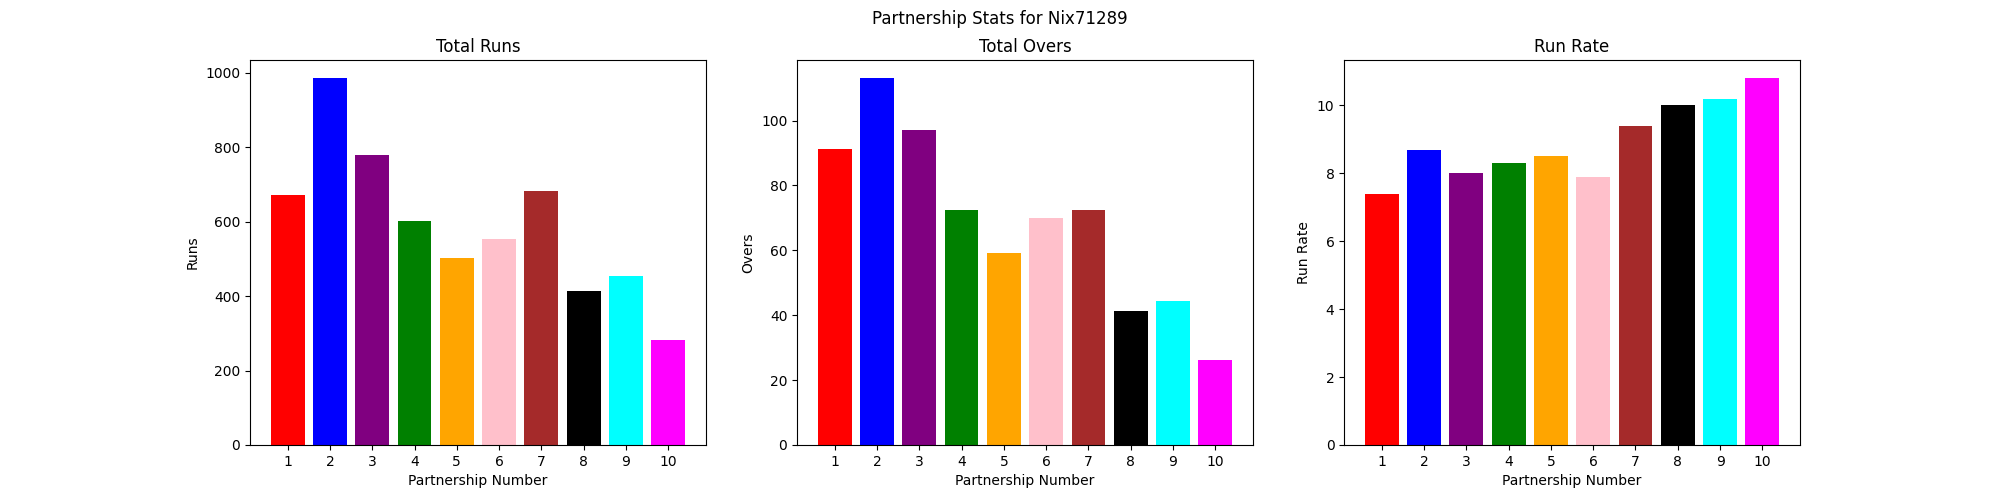 Partnership Stats for Nix71289
Total Runs
1000
800
600
400
200
0
Runs
1 2 3 4 5 6 7 8 9 10
Partnership Number
Total Overs
100
80
60
40
20
0
Overs
1 2 3 4 5 6 7 8 9 10
Partnership Number
Run Rate
10
8
6
4
2
0
Run Rate
1 2 3 4 5 6 7 8 9 10
Partnership Number